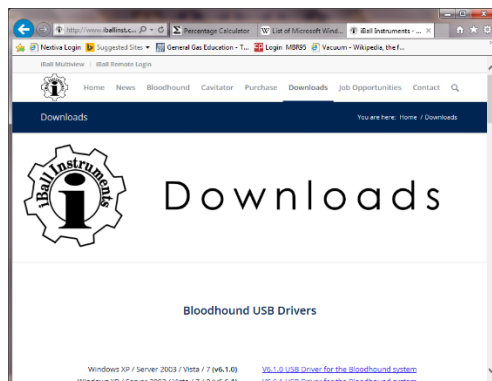 http://www.iballinst.c...
Percentage Calculator
List of Microsoft Wind...
iBall Instruments - ...
Nextiva Login
Suggested Sites
General Gas Education - T...
Login MBR95
Vacuum - Wikipedia, the f...
iBall Multiview | iBall Remote Login
Home News Bloodhound Cavitator Purchase Downloads Job Opportunities Contact
Downloads
You are here: Home / Downloads
iBall Instruments
i
Downloads
Bloodhound USB Drivers
Windows XP / Server 2003 / Vista / 7 (v6.1.0) V6.1.0 USB Driver for the Bloodhound system